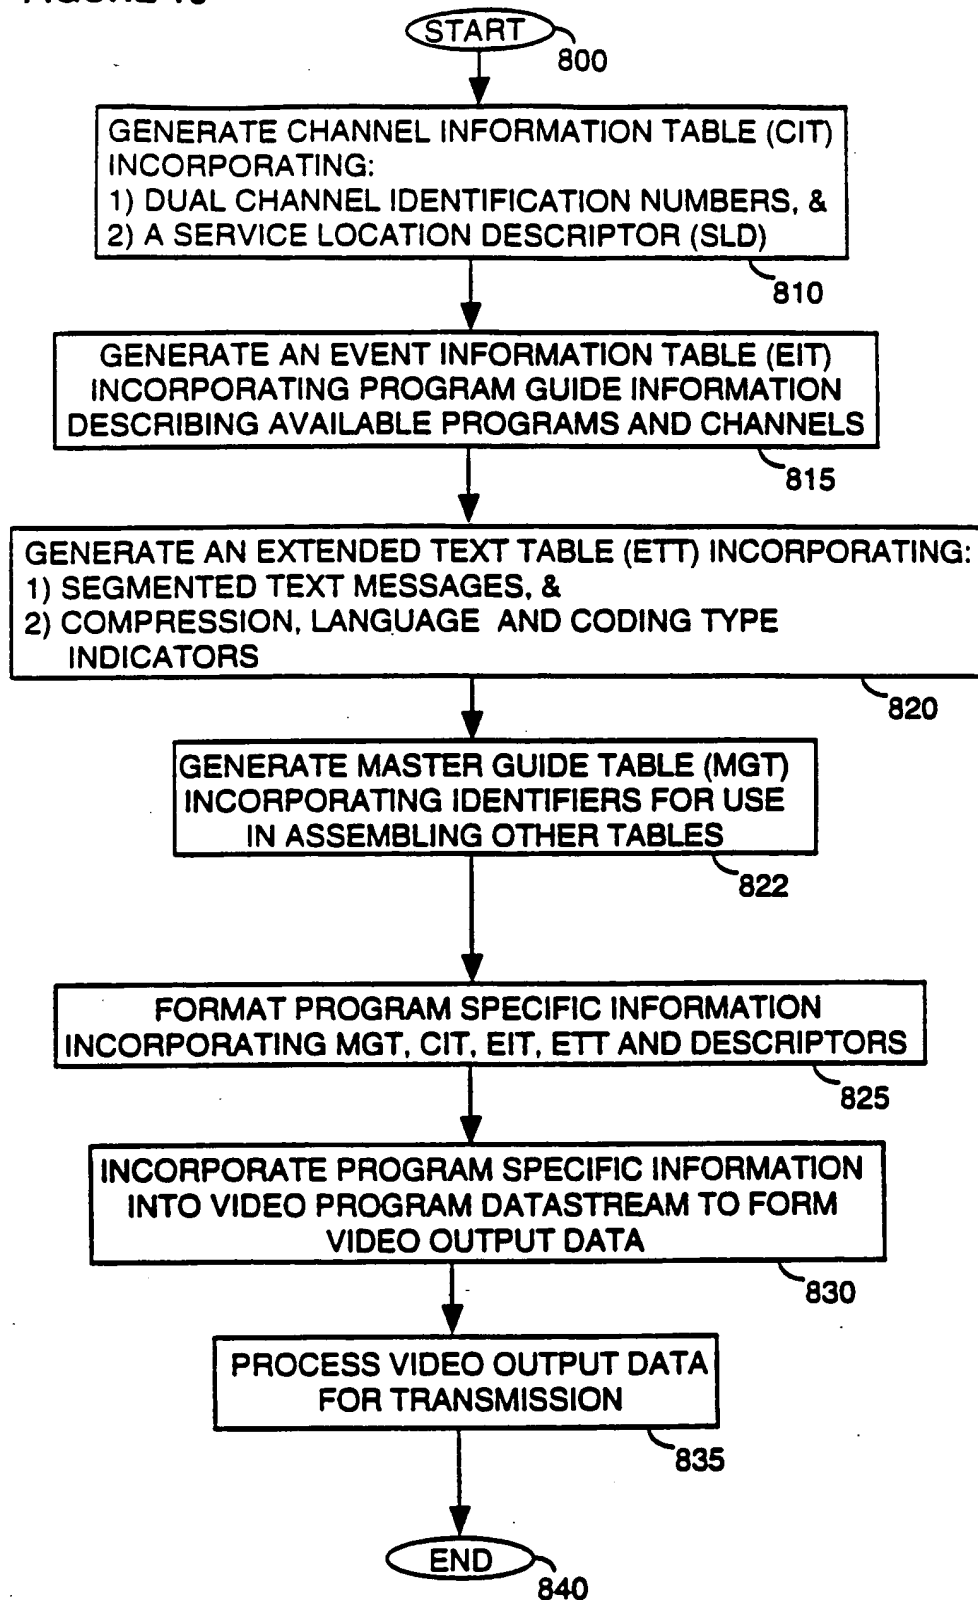 START
800
GENERATE CHANNEL INFORMATION TABLE (CIT)
INCORPORATING:
1) DUAL CHANNEL IDENTIFICATION NUMBERS, &
2) A SERVICE LOCATION DESCRIPTOR (SLD)
810
GENERATE AN EVENT INFORMATION TABLE (EIT)
INCORPORATING PROGRAM GUIDE INFORMATION
DESCRIBING AVAILABLE PROGRAMS AND CHANNELS
815
GENERATE AN EXTENDED TEXT TABLE (ETT) INCORPORATING:
1) SEGMENTED TEXT MESSAGES, &
2) COMPRESSION, LANGUAGE AND CODING TYPE
INDICATORS
820
GENERATE MASTER GUIDE TABLE (MGT)
INCORPORATING IDENTIFIERS FOR USE
IN ASSEMBLING OTHER TABLES
822
FORMAT PROGRAM SPECIFIC INFORMATION
INCORPORATING MGT, CIT, EIT, ETT AND DESCRIPTORS
825
INCORPORATE PROGRAM SPECIFIC INFORMATION
INTO VIDEO PROGRAM DATASTREAM TO FORM
VIDEO OUTPUT DATA
830
PROCESS VIDEO OUTPUT DATA
FOR TRANSMISSION
835
END
840